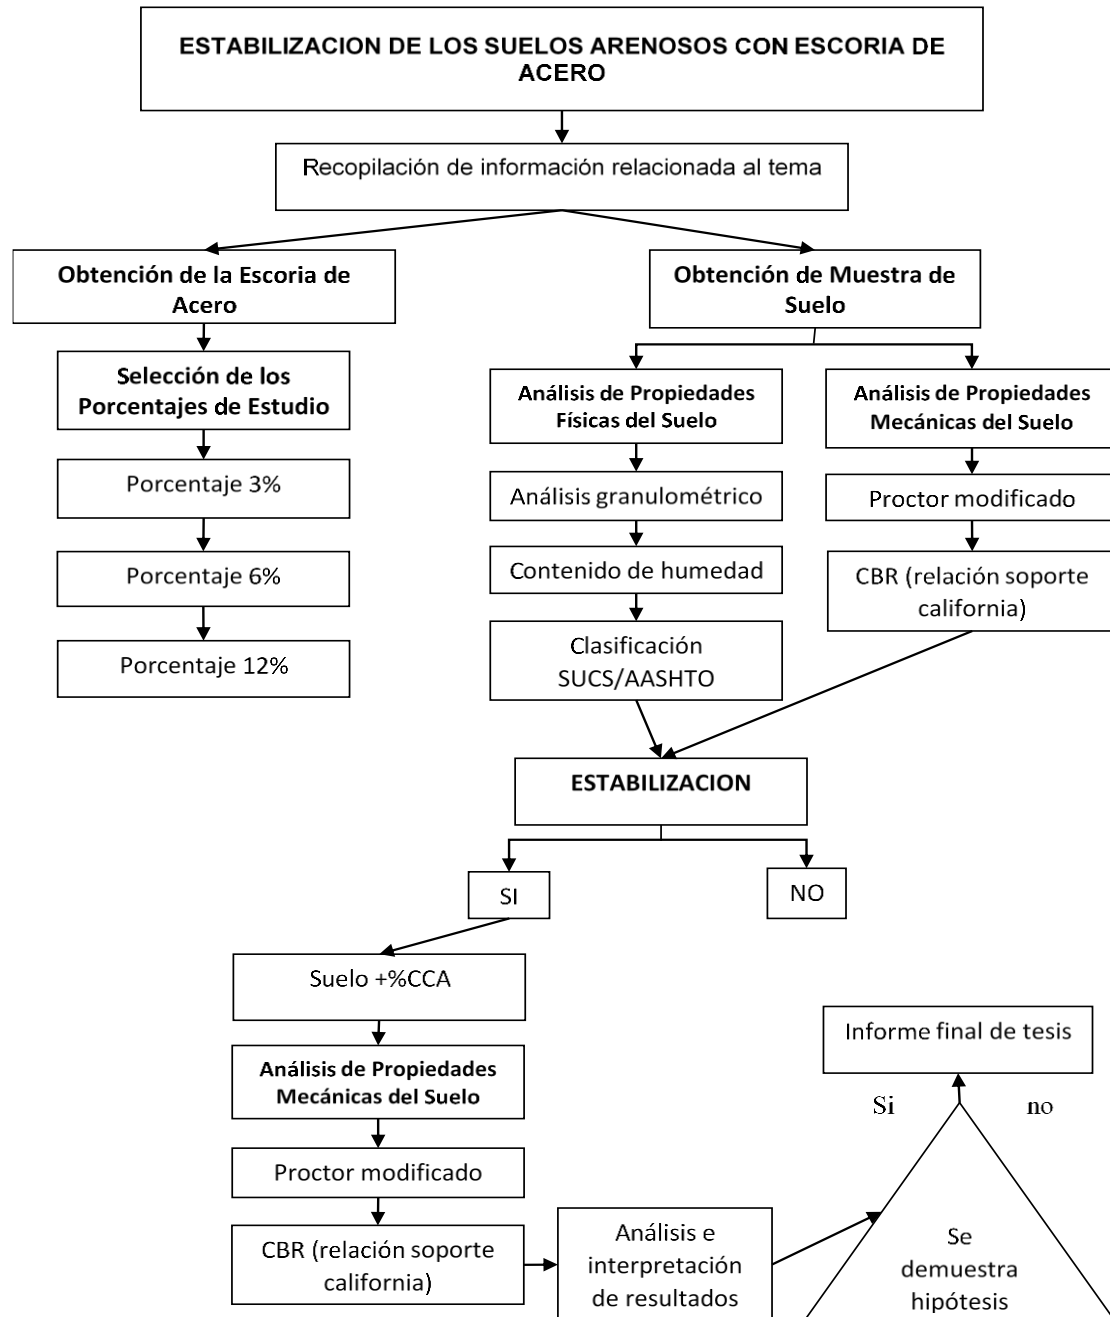 ESTABILIZACION DE LOS SUELOS ARENOSOS CON ESCORIA DE
ACERO
Recopilación de información relacionada al tema
Obtención de la Escoria de
Acero
Selección de los
Porcentajes de Estudio
Porcentaje 3%
Porcentaje 6%
Porcentaje 12%
Obtención de Muestra de
Suelo
Análisis de Propiedades
Físicas del Suelo
Análisis granulométrico
Contenido de humedad
Clasificación
SUCS/AASHTO
Análisis de Propiedades
Mecánicas del Suelo
Proctor modificado
CBR (relación soporte
california)
ESTABILIZACION
SI
NO
Suelo +%CCA
Análisis de Propiedades
Mecánicas del Suelo
Proctor modificado
CBR (relación soporte
california)
Análisis e
interpretación
de resultados
Se
demuestra
hipótesis
Si
no
Informe final de tesis